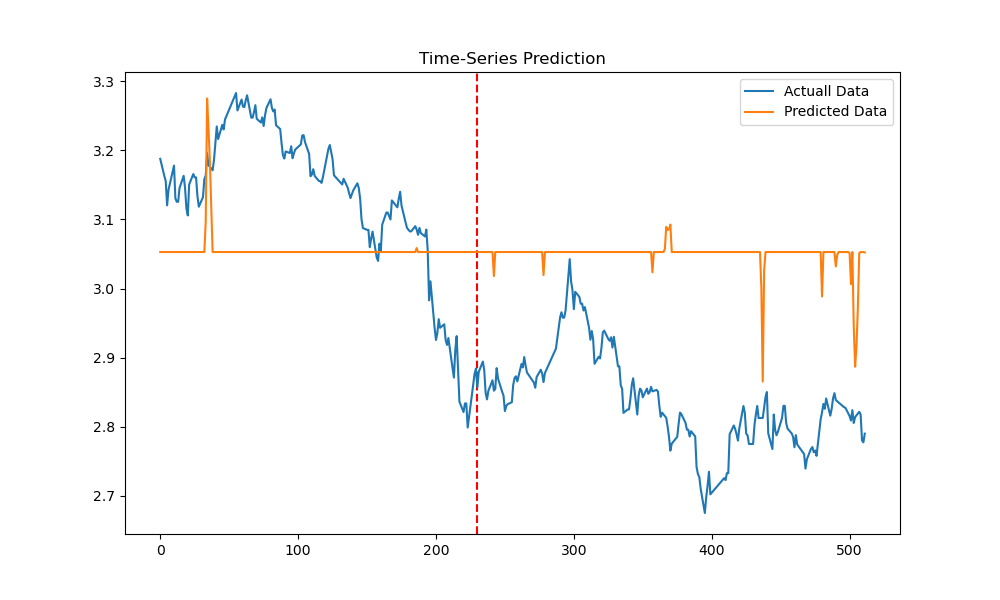 Time-Series Prediction
Actuall Data
Predicted Data
3.3
3.2
3.1
3.0
2.9
2.8
2.7
0 100 200 300 400 500